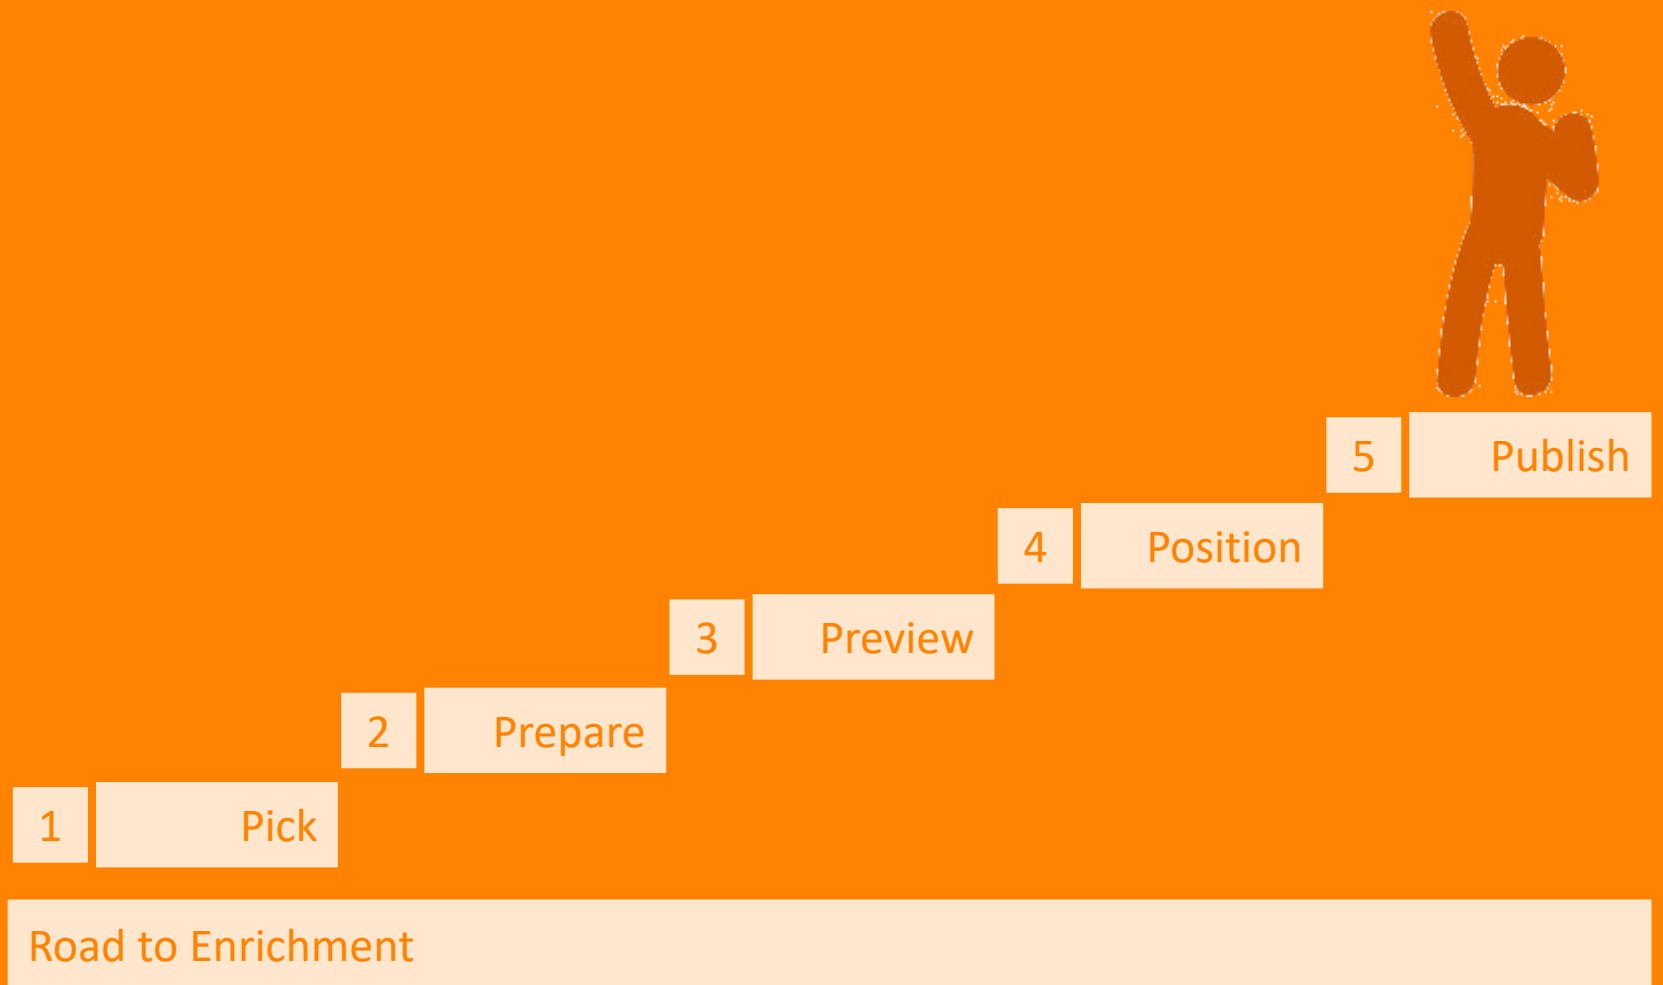 5 Publish
4 Position
3 Preview
2 Prepare
1 Pick
Road to Enrichment